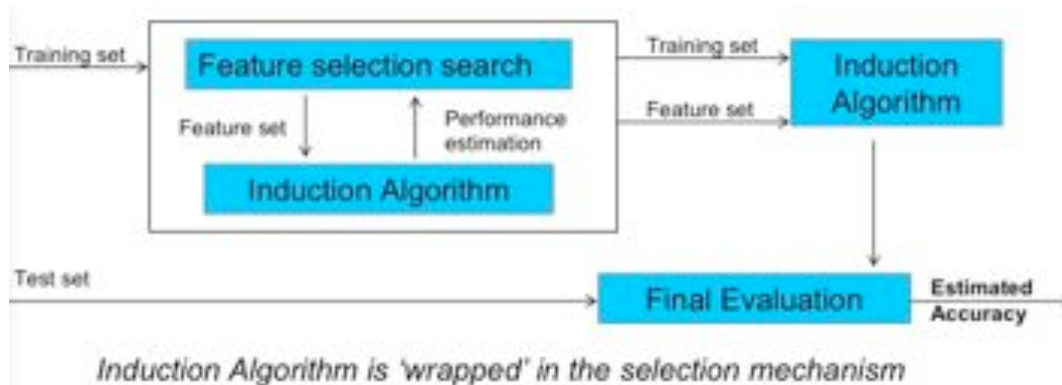 Training set
Feature selection search
Training set
Induction
Algorithm
Feature set
Performance
estimation
Feature set
Induction Algorithm
Test set
Final Evaluation
Estimated
Accuracy
Induction Algorithm is ‘wrapped’ in the selection mechanism